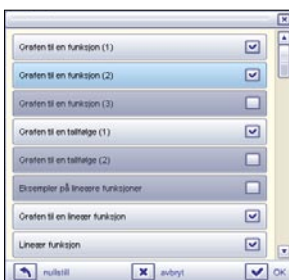 Grafen til en funksjon (1)
Grafen til en funksjon (2)
Grafen til en funksjon (3)
Grafen til en tallfølge (1)
Grafen til en tallfølge (2)
Eksempler på lineære funksjoner
Grafen til en lineær funksjon
Lineær funksjon
nullstill avbryt OK